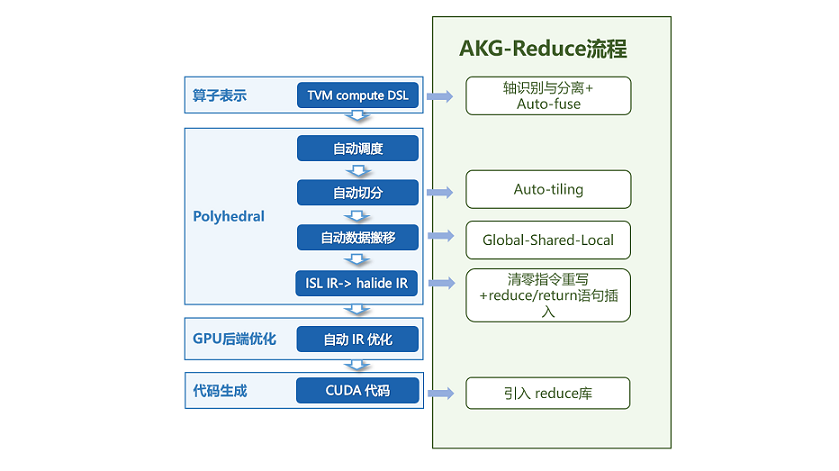 AKG-Reduce流程
算子表示
TVM compute DSL
轴识别与分离+
Auto-fuse
Polyhedral
自动调度
自动切分
Auto-tiling
自动数据搬移
Global-Shared-Local
ISL IR-> halide IR
清零指令重写
+reduce/return语句插
入
GPU后端优化
自动 IR 优化
代码生成
CUDA 代码
引入 reduce库